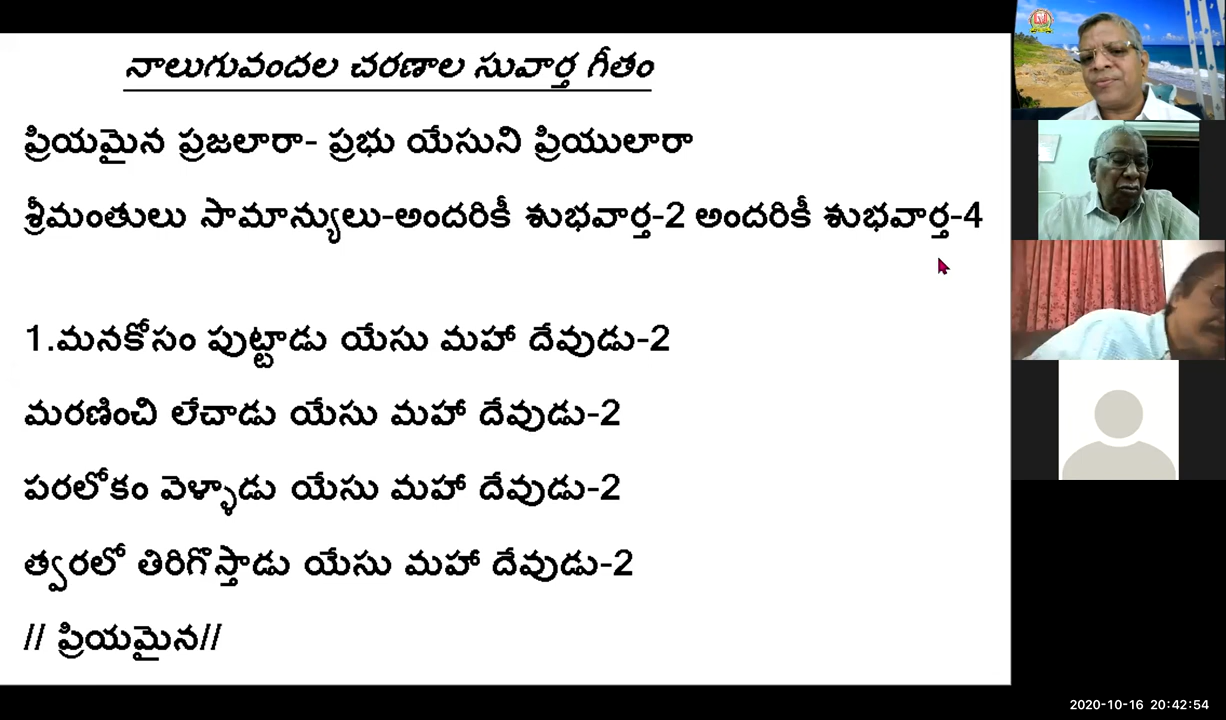 నాలుగువందల చరణాల సువార్త గీతం
ప్రియమైన ప్రజలారా- ప్రభు యేసుని ప్రియులారా
శ్రీమంతులు సామాన్యులు-అందరికీ శుభవార్త-2 అందరికీ శుభవార్త-4
1.మనకోసం పుట్టాడు యేసు మహా దేవుడు-2
మరణించి లేచాడు యేసు మహా దేవుడు-2
పరలోకం వెళ్ళాడు యేసు మహా దేవుడు-2
త్వరలో తిరిగొస్తాడు యేసు మహా దేవుడు-2
// ప్రియమైన//
2020-10-16 20:42:54